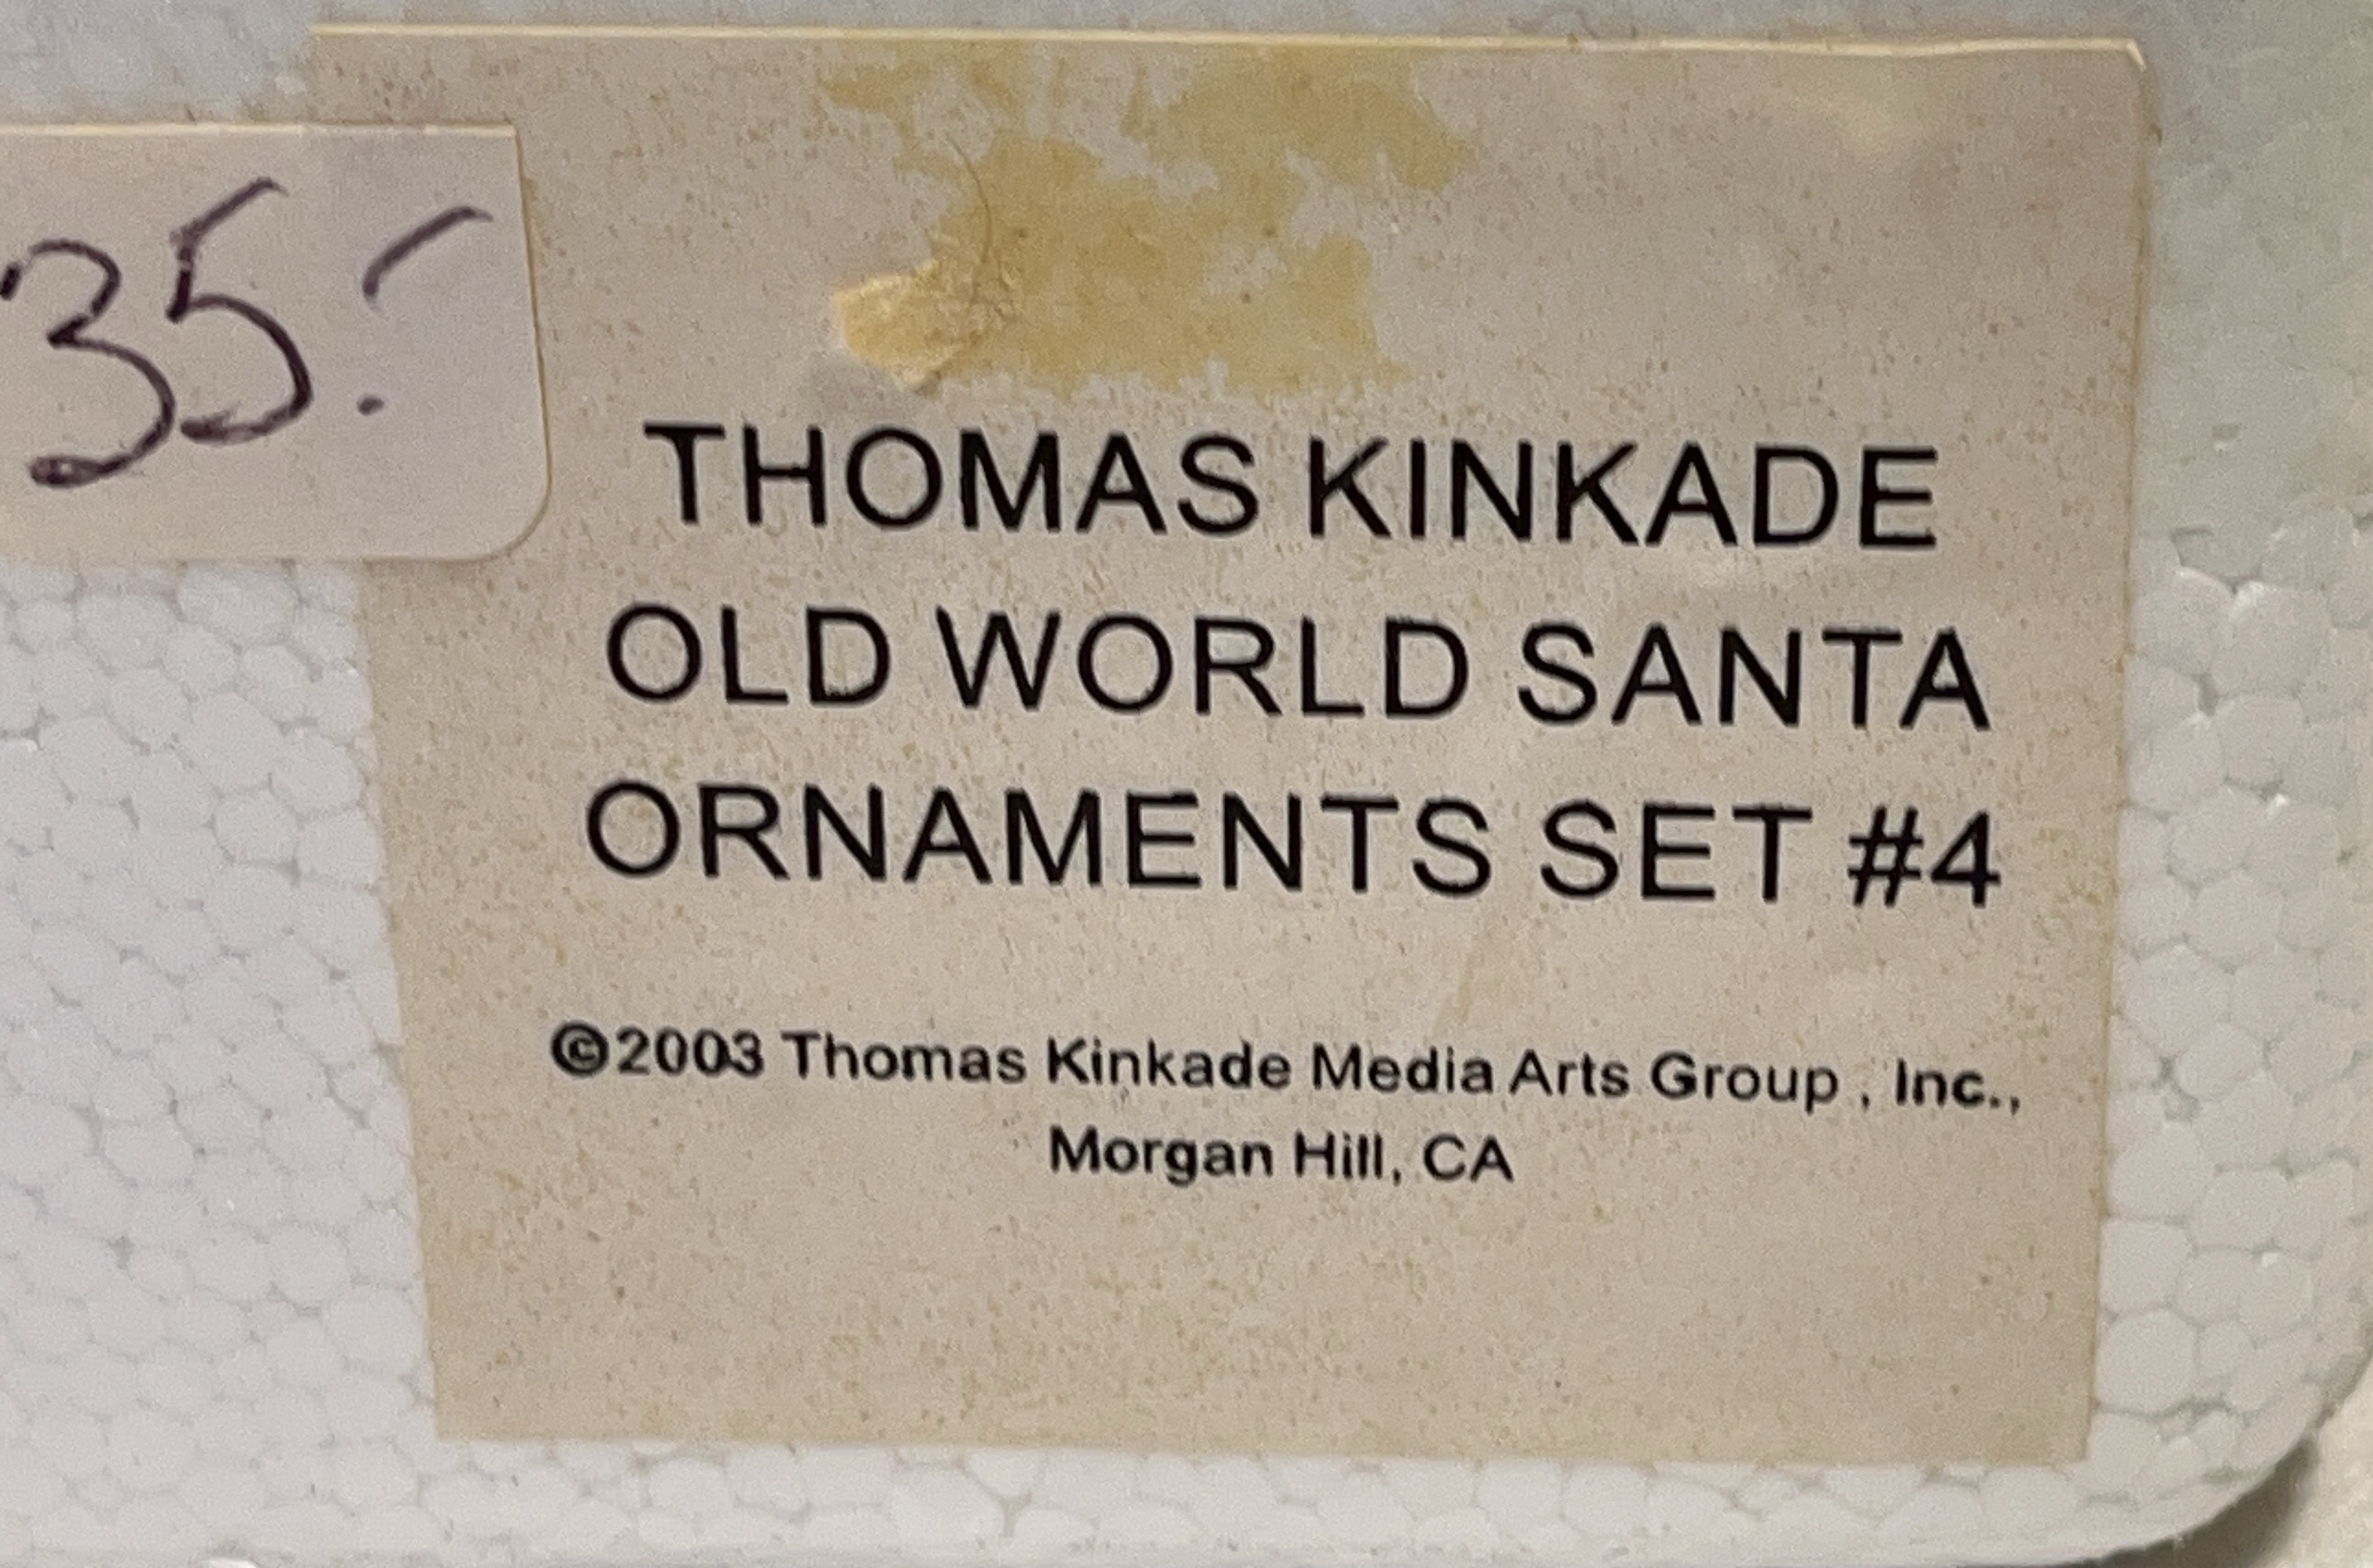 35.-
THOMAS KINKADE
OLD WORLD SANTA
ORNAMENTS SET #4
©2003 Thomas Kinkade Media Arts Group , Inc.,
Morgan Hill, CA